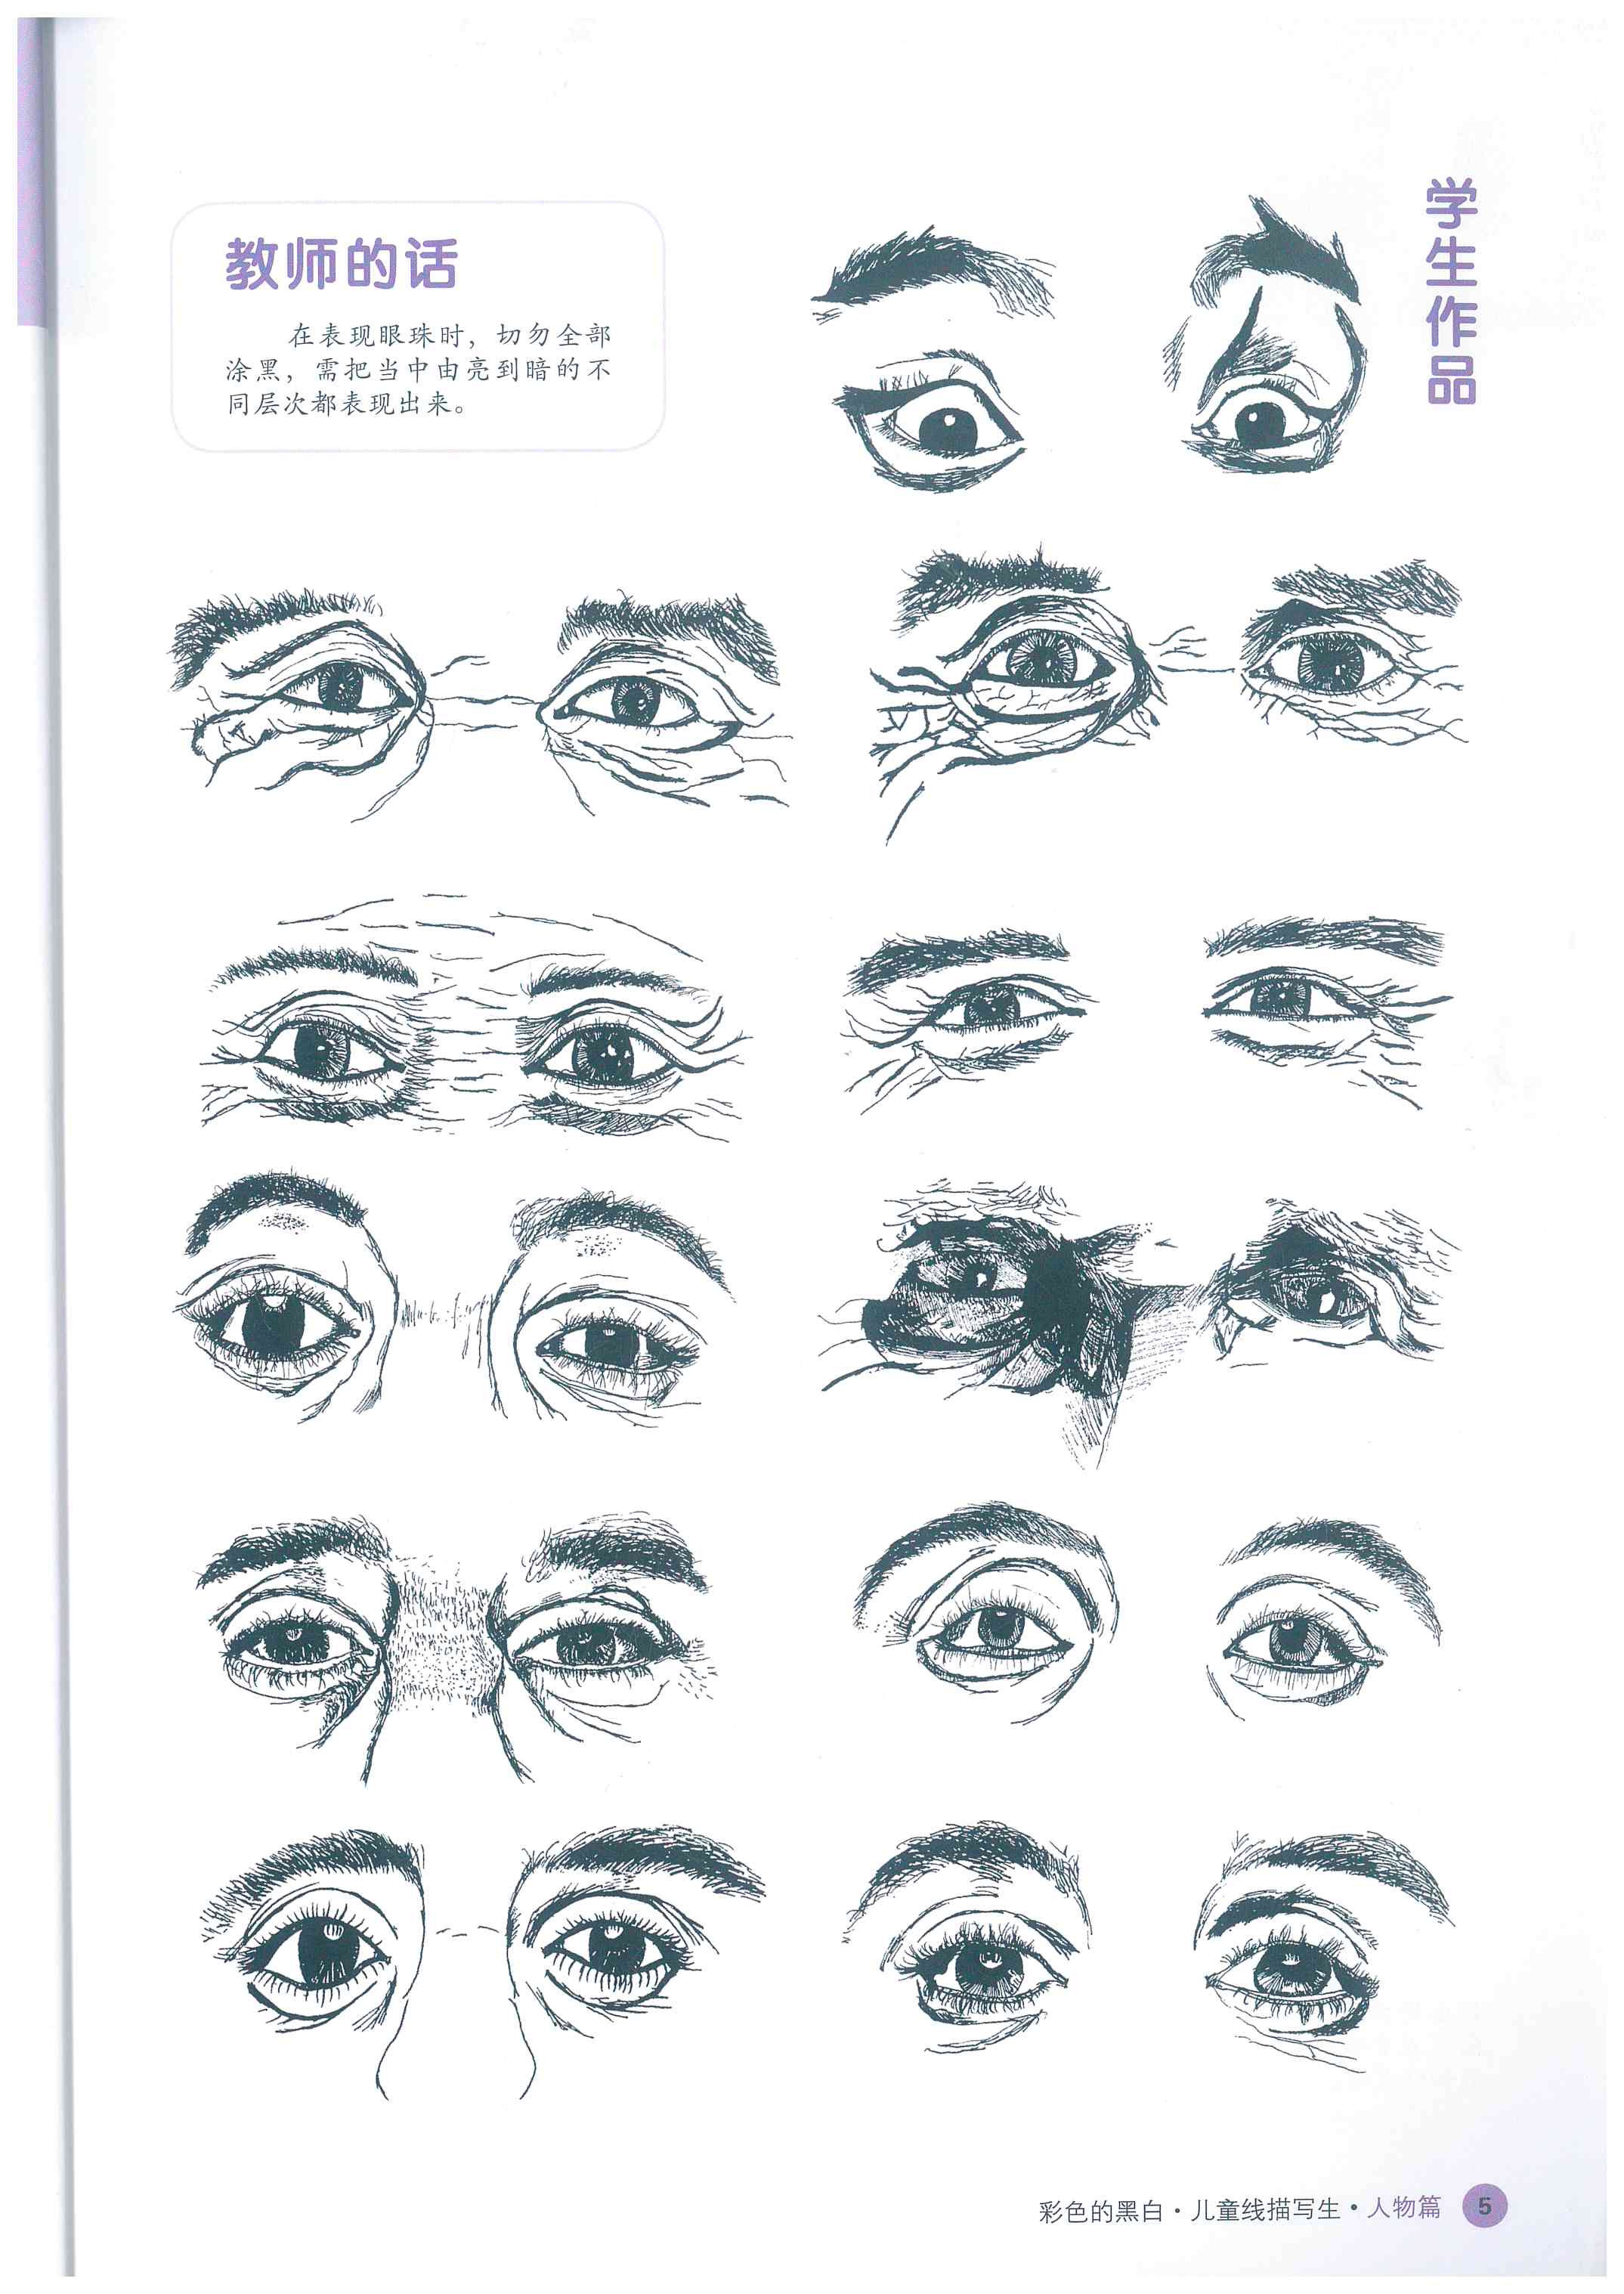 学生作品
教师的话
在表现眼珠时，切勿全部
涂黑，需把当中由亮到暗的不
同层次都表现出来。
彩色的黑白·儿童线描写生·人物篇 5